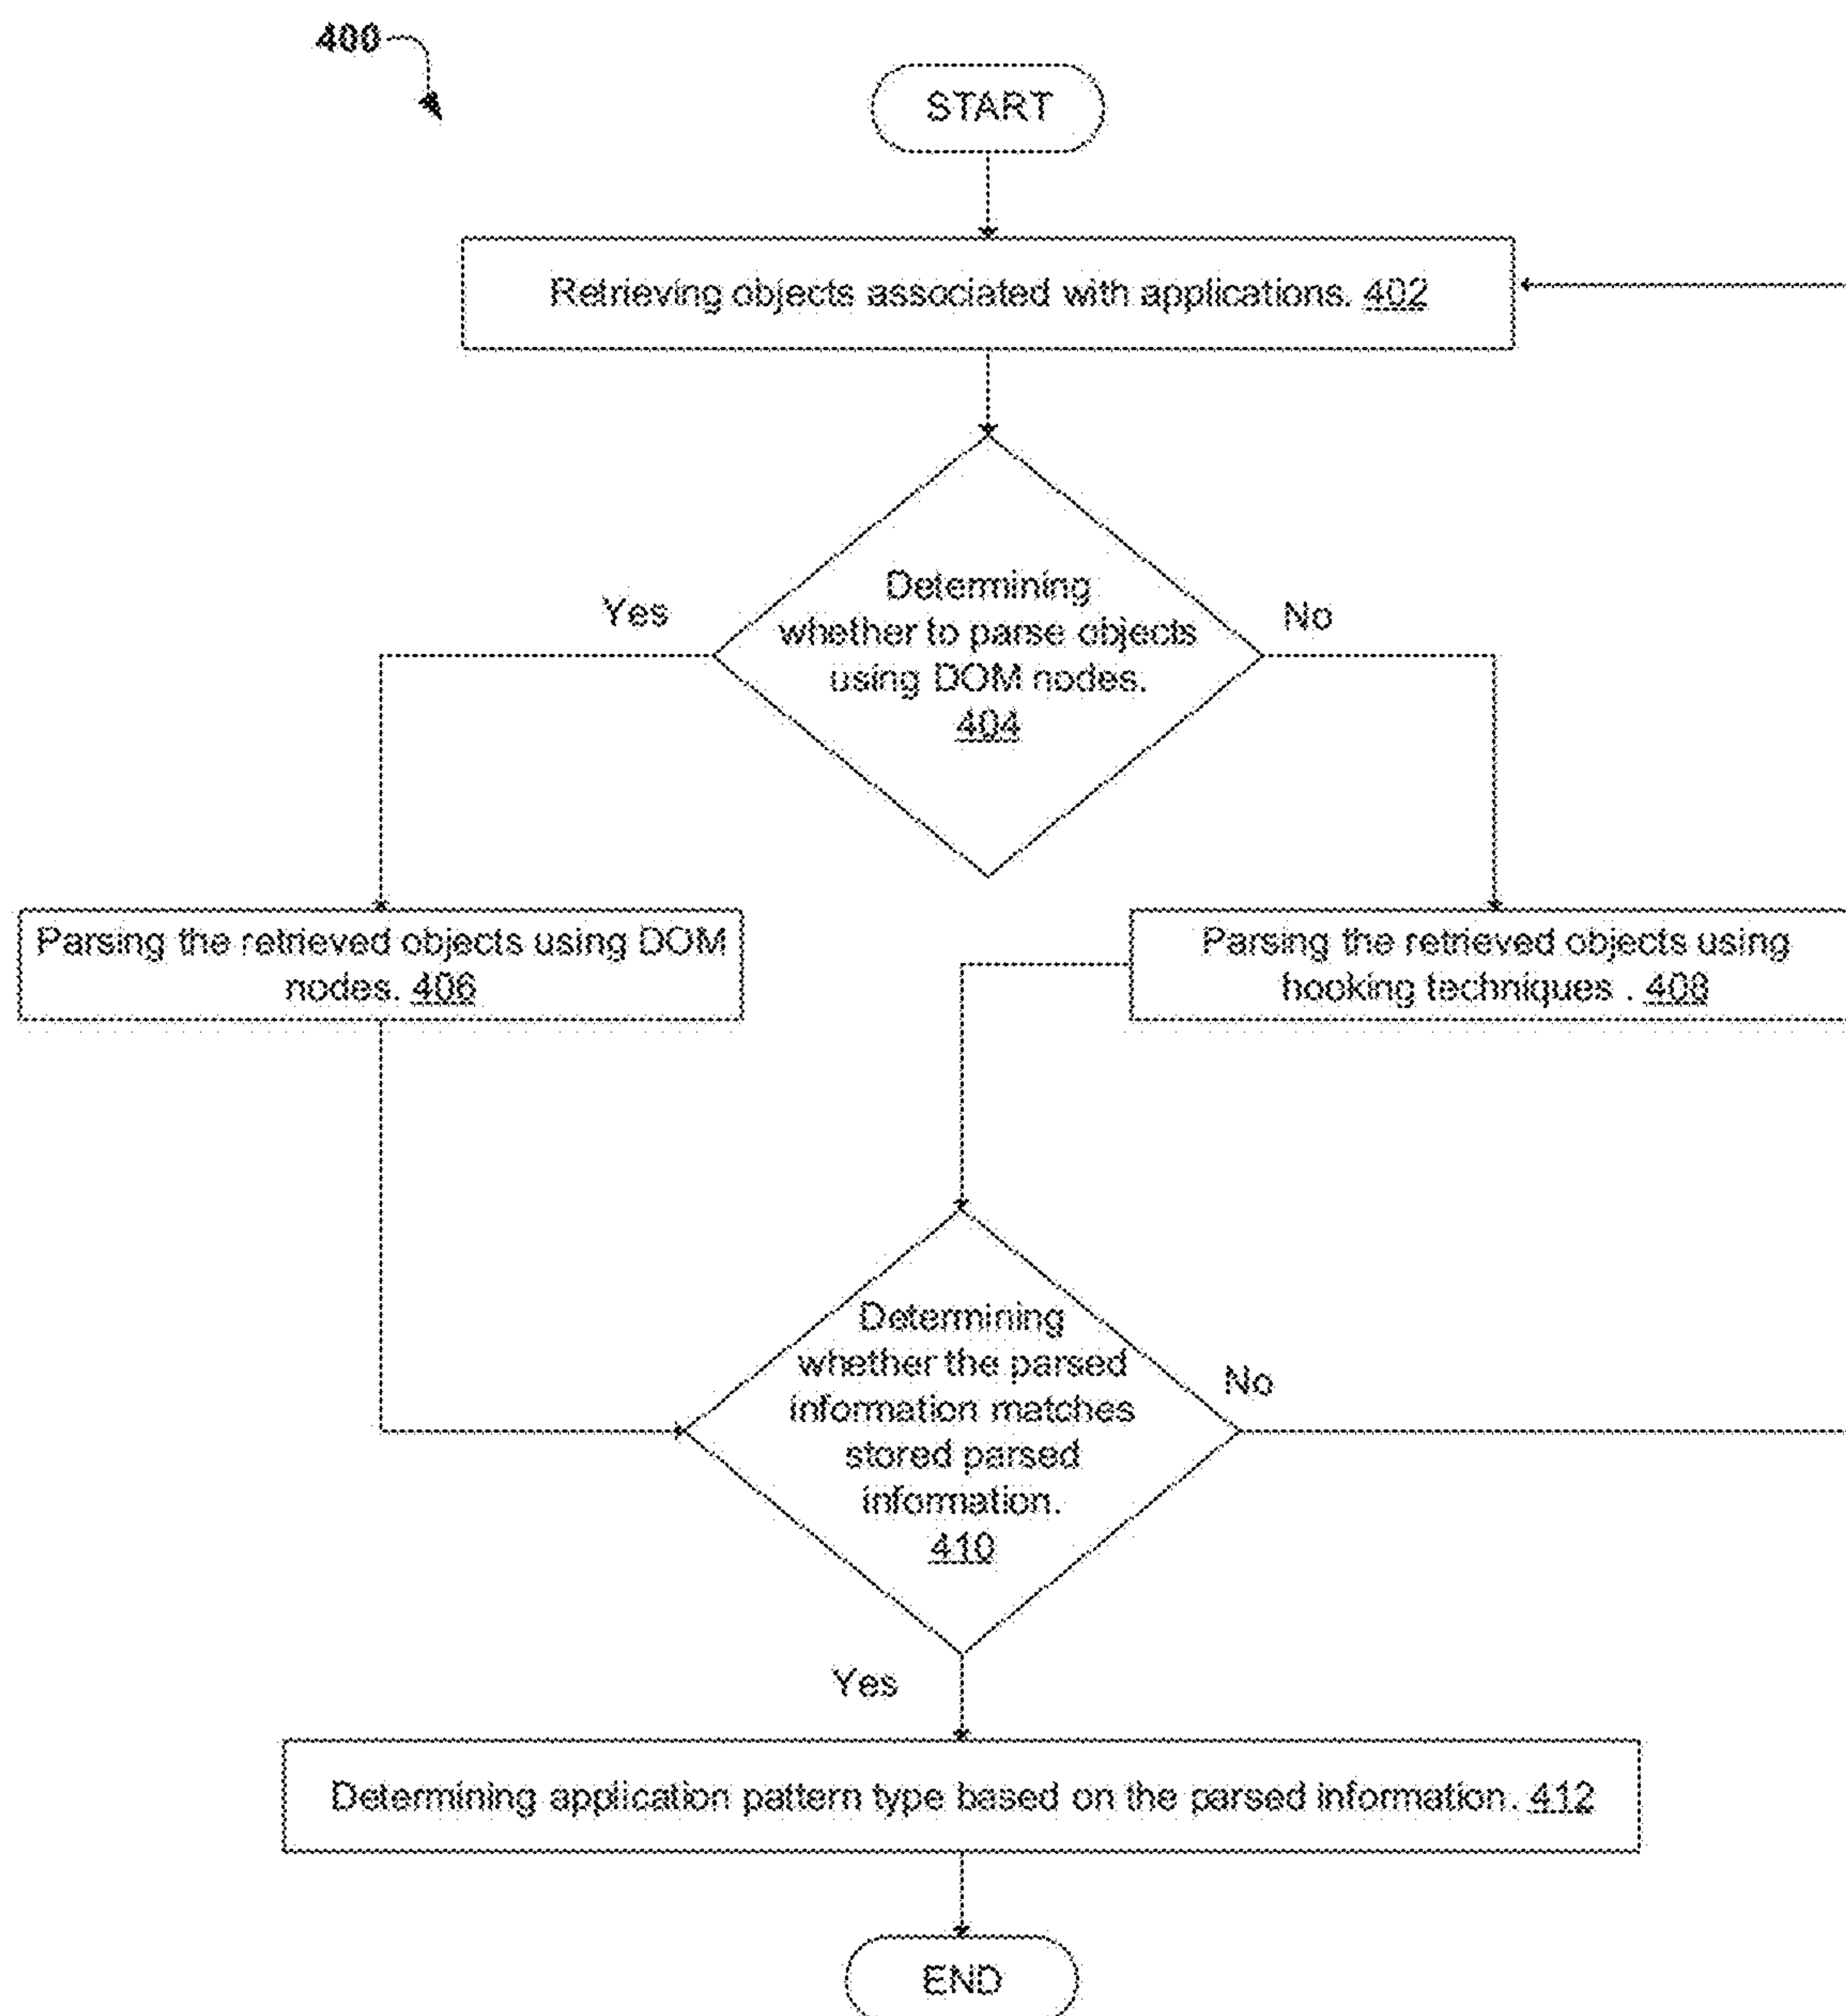 400
START
Retrieving objects associated with applications. 402
Determining
whether to parse objects
using DOM nodes.
404
Yes
No
Parsing the retrieved objects using DOM
nodes. 406
Parsing the retrieved objects using
hooking techniques . 408
Determining
whether the parsed
information matches
stored parsed
information.
410
No
Yes
Determining application pattern type based on the parsed information. 412
END